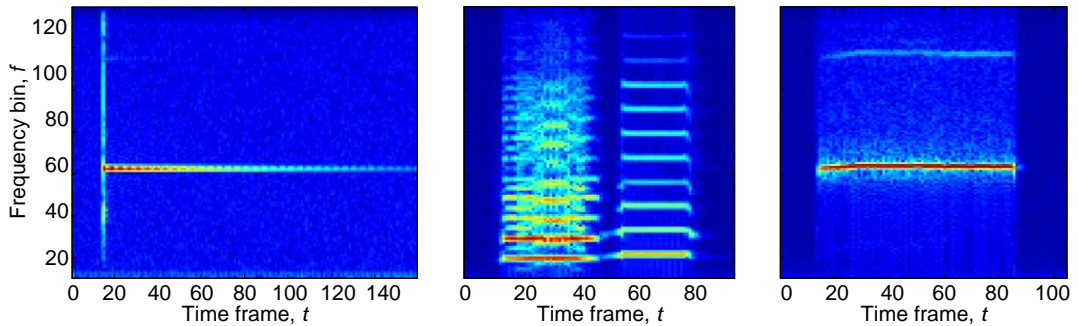 120
100
80
60
40
20
Frequency bin, f
0 20 40 60 80 100 120 140
Time frame, t
0 20 40 60 80
Time frame, t
0 20 40 60 80 100
Time frame, t